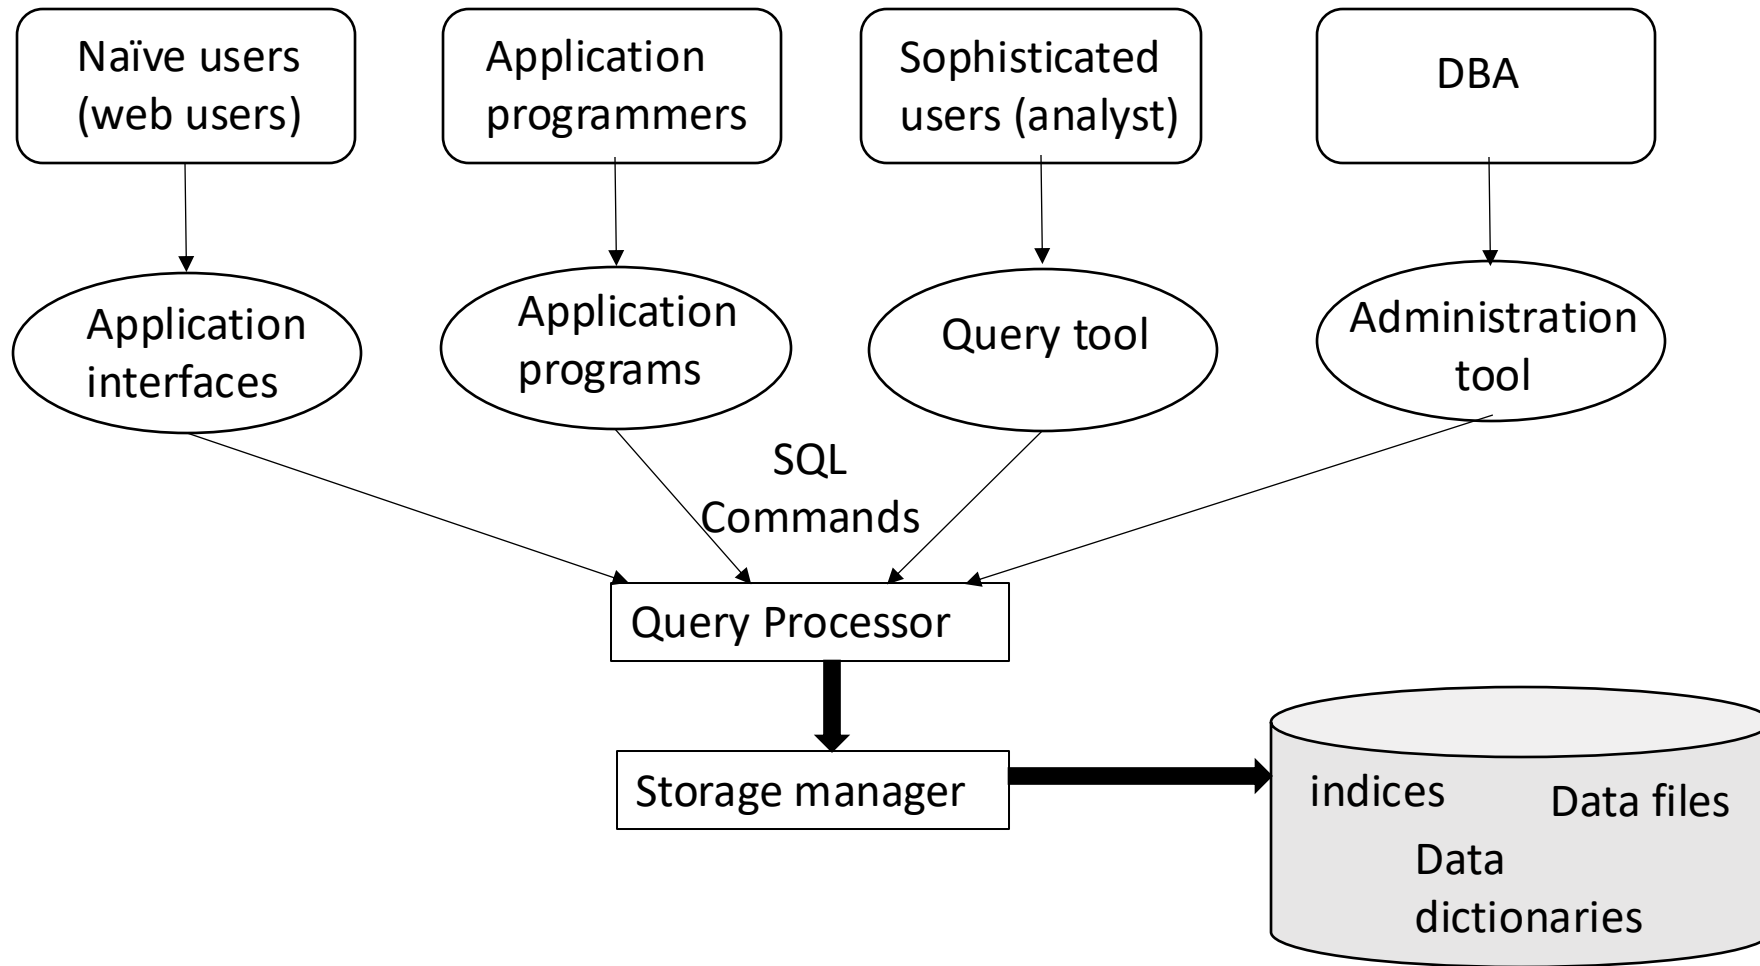 Naïve users
(web users)
Application
programmers
Sophisticated
users (analyst)
DBA
Application
interfaces
Application
programs
Query tool
Administration
tool
SQL
Commands
Query Processor
Storage manager
indices
Data files
Data
dictionaries